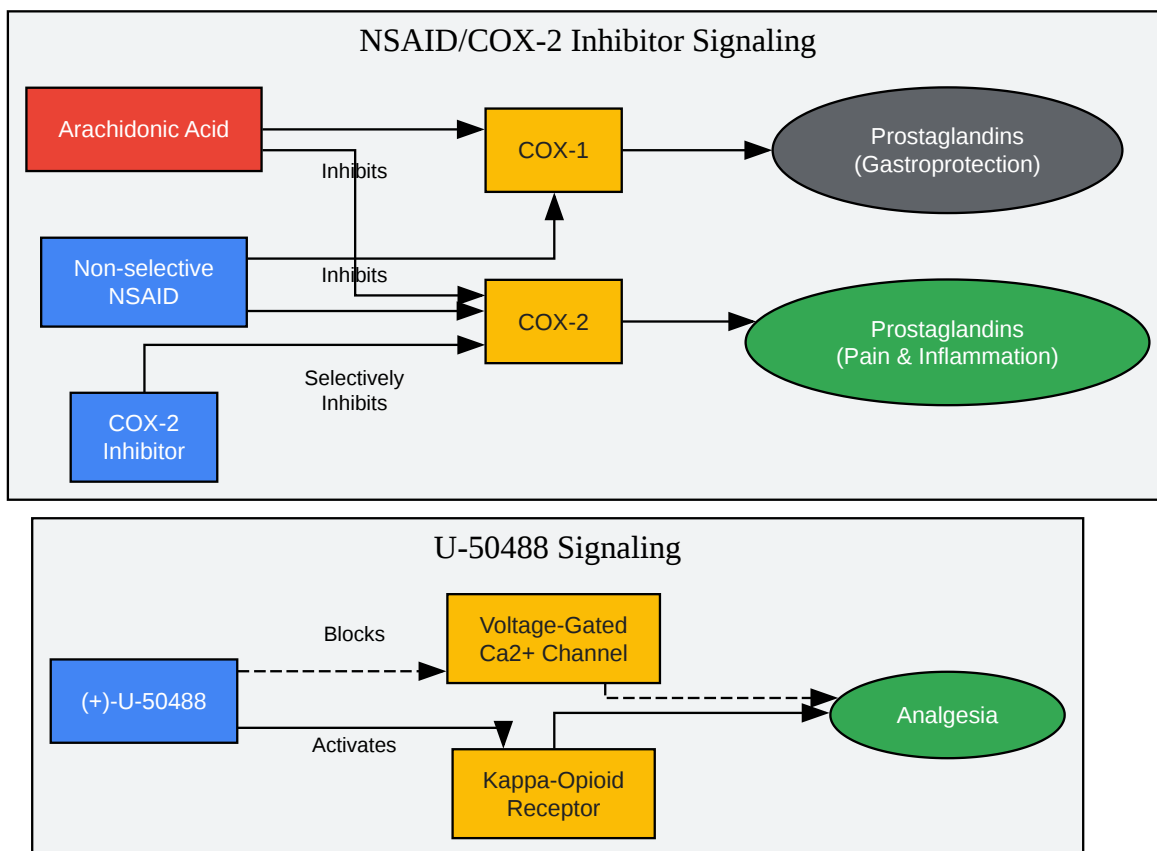 NSAID/COX-2 Inhibitor Signaling
Arachidonic Acid
Inhibits
COX-1
Prostaglandins
(Gastroprotection)
Non-selective
NSAID
Inhibits
COX-2
Prostaglandins
(Pain & Inflammation)
Selectively
Inhibits
COX-2
Inhibitor
U-50488 Signaling
Blocks
Voltage-Gated
Ca2+ Channel
(+)-U-50488
Analgesia
Activates
Kappa-Opioid
Receptor